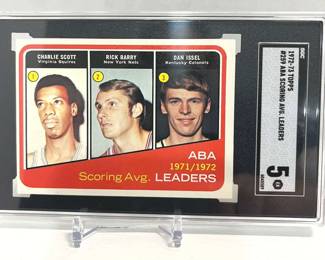 CHARLIE SCOTT
Virginia Squires
RICK BARRY
New York Nets
DAN ISSEL
Kentucky Colonels
1
2
3
ABA
1971/1972
Scoring Avg. LEADERS
SGC
1972-73 TOPPS
#259 ABA SCORING AVG. LEADERS
5
EX